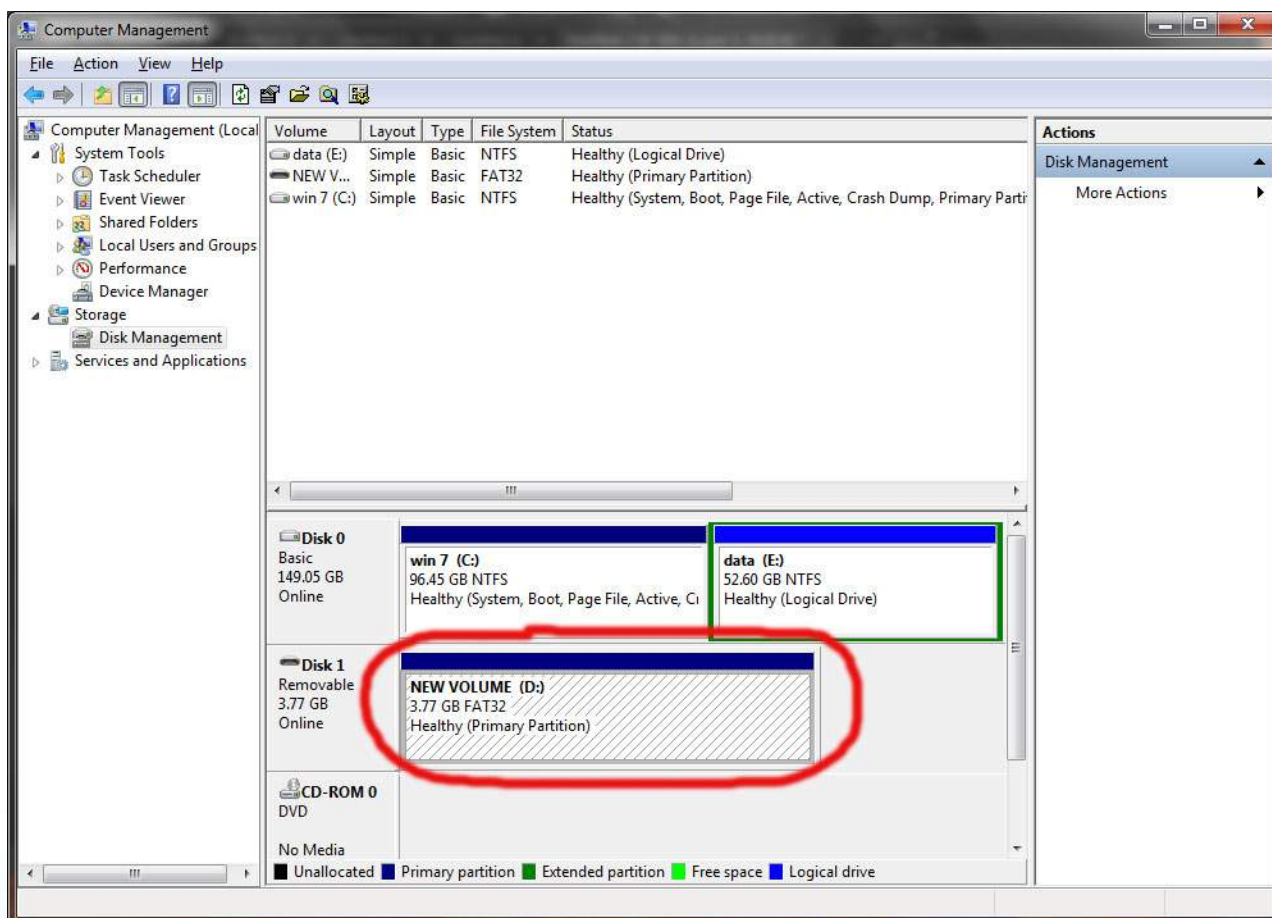 Computer Management
File Action View Help
Computer Management (Local
System Tools
Task Scheduler
Event Viewer
Shared Folders
Local Users and Groups
Performance
Device Manager
Storage
Disk Management
Services and Applications
Volume Layout Type File System Status
data (E:) Simple Basic NTFS Healthy (Logical Drive)
NEW V... Simple Basic FAT32 Healthy (Primary Partition)
win 7 (C:) Simple Basic NTFS Healthy (System, Boot, Page File, Active, Crash Dump, Primary Parti
Disk 0
Basic
149.05 GB
Online
win 7 (C:)
96.45 GB NTFS
Healthy (System, Boot, Page File, Active, Cr
data (E:)
52.60 GB NTFS
Healthy (Logical Drive)
Disk 1
Removable
3.77 GB
Online
NEW VOLUME (D:)
3.77 GB FAT32
Healthy (Primary Partition)
CD-ROM 0
DVD
No Media
Unallocated Primary partition Extended partition Free space Logical drive
Actions
Disk Management
More Actions